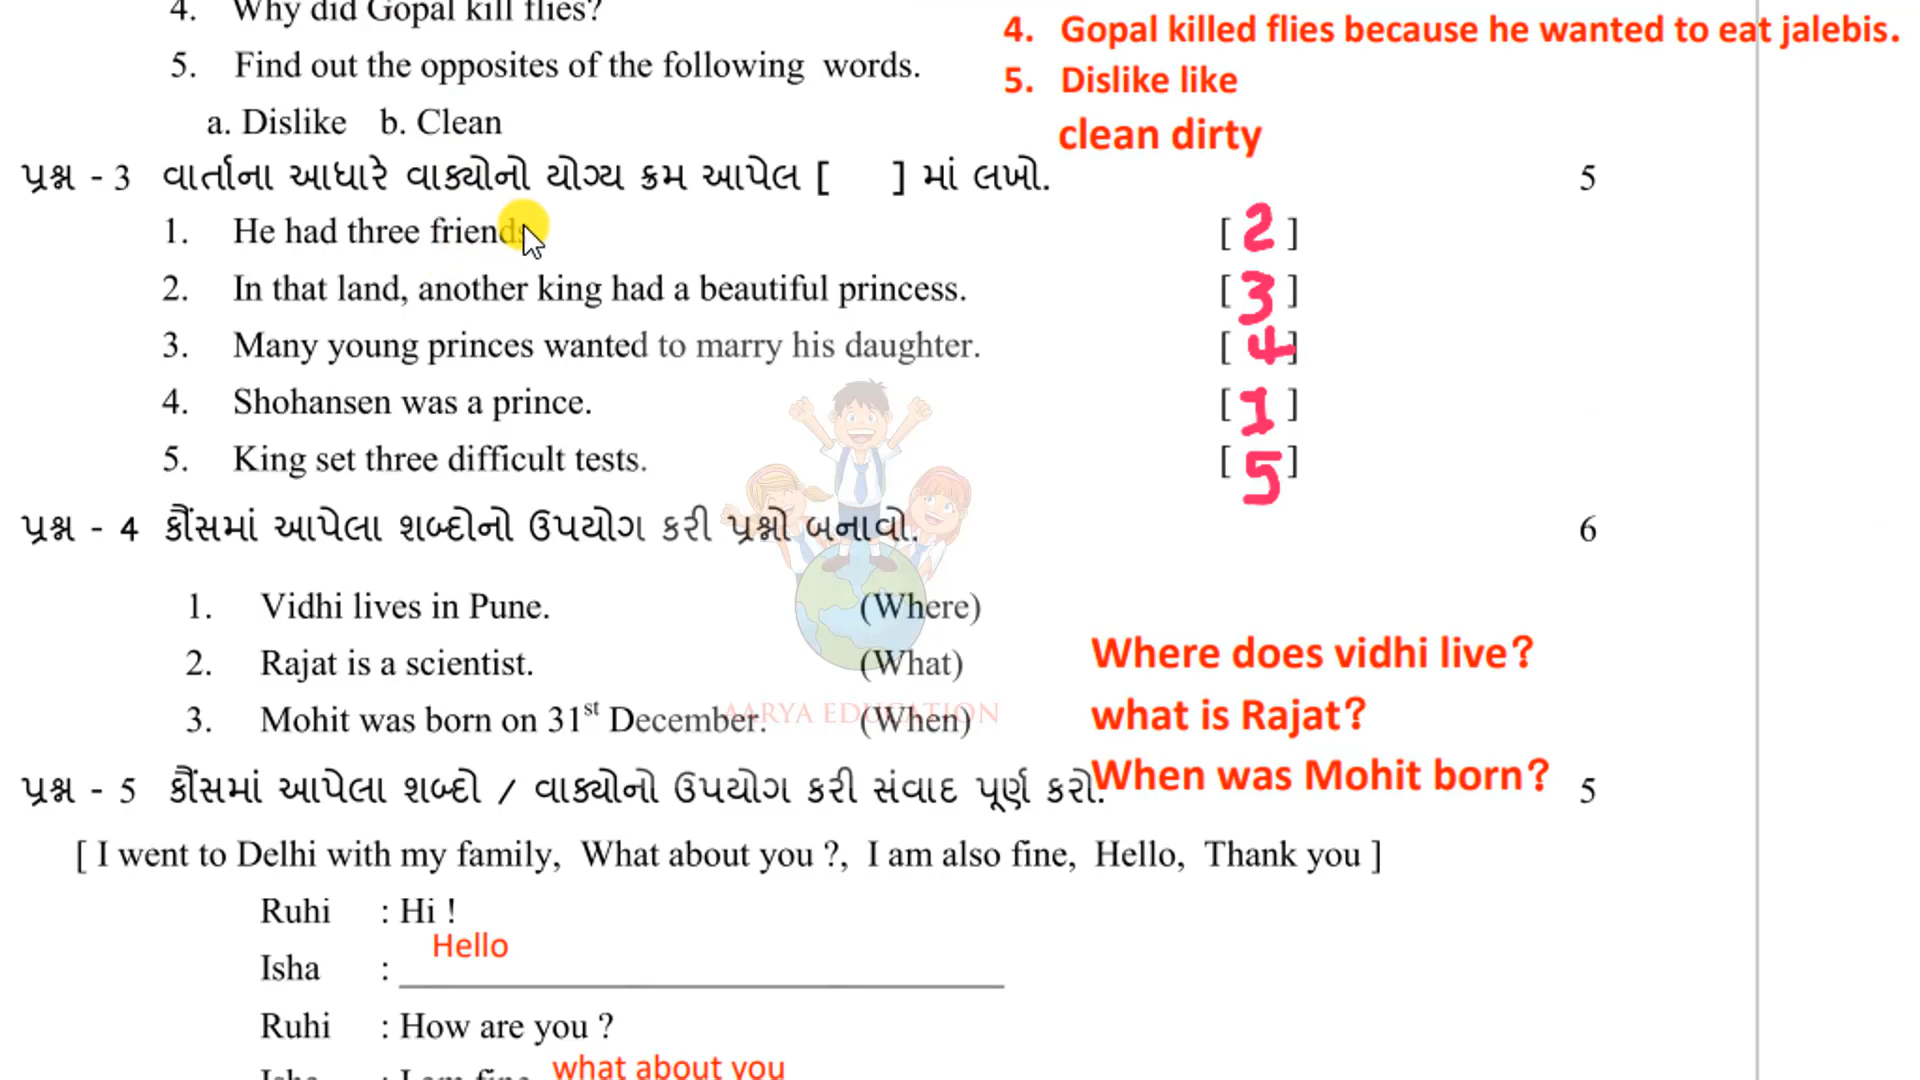 4. Why did Gopal kill flies?
4. Gopal killed flies because he wanted to eat jalebis.
5. Find out the opposites of the following words.
5. Dislike like
a. Dislike b. Clean
clean dirty
પ્રશ્ન - 3 વાર્તાના આધારે વાક્યોનો યોગ્ય ક્રમ આપેલ [ ] માં લખો. 5
1. He had three friends [ 2 ]
2. In that land, another king had a beautiful princess. [ 3 ]
3. Many young princes wanted to marry his daughter. [ 4 ]
4. Shohansen was a prince. [ 1 ]
5. King set three difficult tests. [ 5 ]
પ્રશ્ન - 4 કૌંસમાં આપેલા શબ્દોનો ઉપયોગ કરી પ્રશ્નો બનાવો. 6
1. Vidhi lives in Pune. (Where)
Where does vidhi live?
2. Rajat is a scientist. (What)
what is Rajat?
3. Mohit was born on 31st December. (When)
AARYA EDUCATION
When was Mohit born?
પ્રશ્ન - 5 કૌંસમાં આપેલા શબ્દો / વાક્યોનો ઉપયોગ કરી સંવાદ પૂર્ણ કરો. 5
[ I went to Delhi with my family, What about you ?, I am also fine, Hello, Thank you ]
Ruhi : Hi !
Hello
Isha :
Ruhi : How are you ?
Isha : I am fine what about you